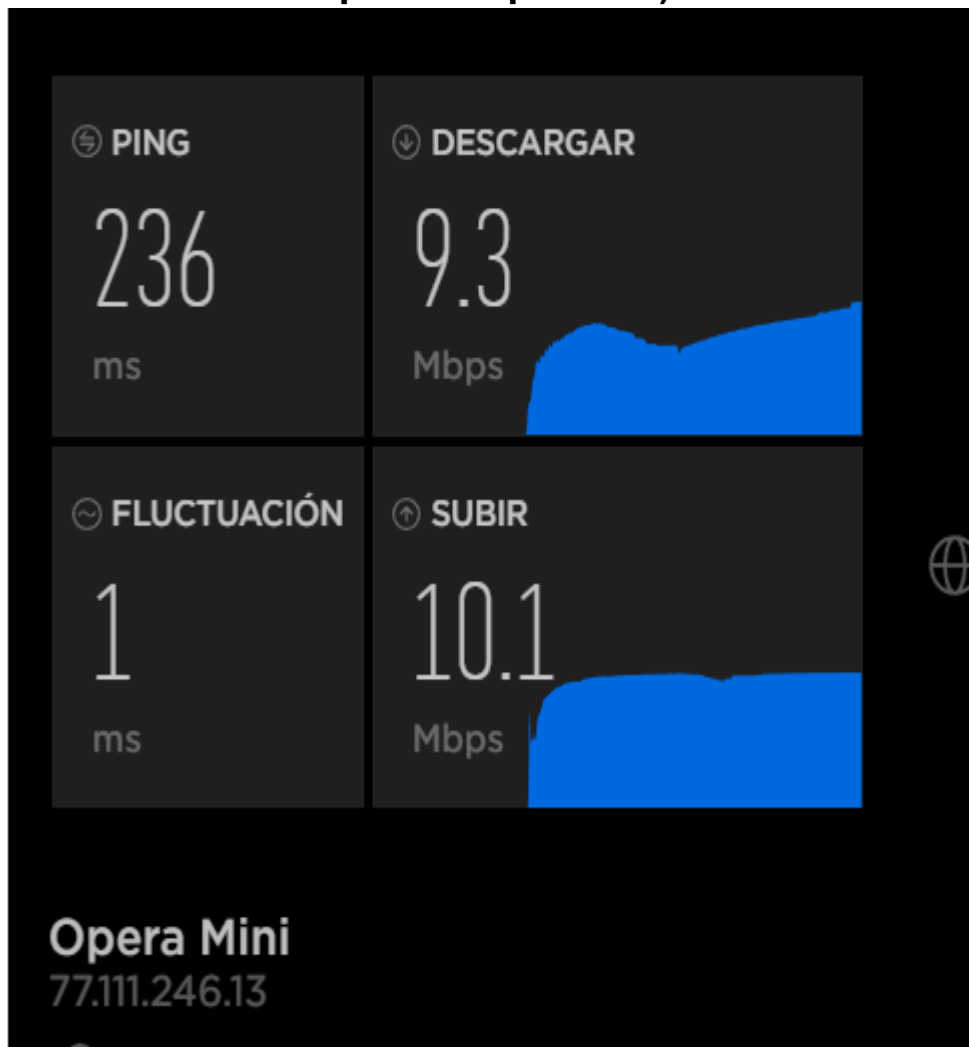 PING
236
ms
DESCARGAR
9.3
Mbps
FLUCTUACIÓN
1
ms
SUBIR
10.1
Mbps
Opera Mini
77.111.246.13